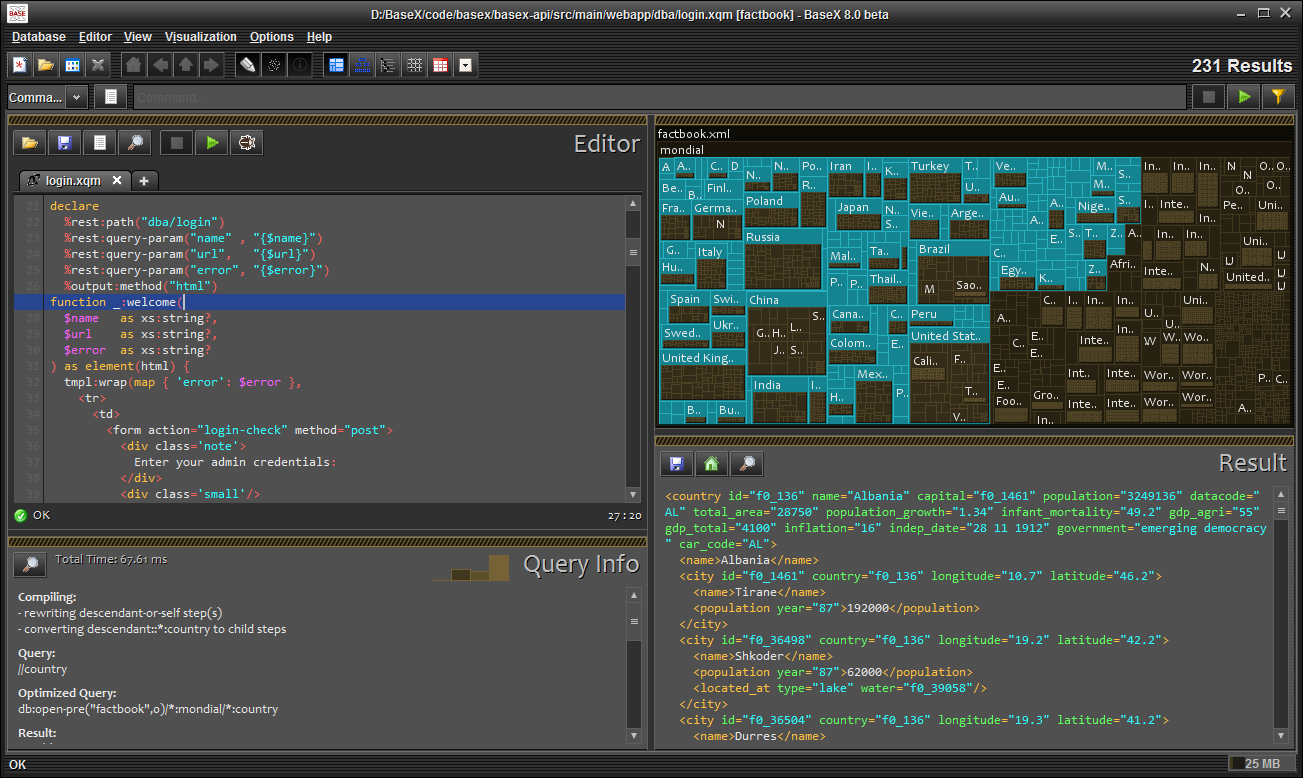 BASE
D:/BaseX/code/basex/basex-api/src/main/webapp/dba/login.xqm [factbook] - BaseX 8.0 beta
Database Editor View Visualization Options Help
231 Results
Comma... Command...
Editor
login.xqm
21 declare
22 %rest:path("dba/login")
23 %rest:query-param("name" , "{$name}")
24 %rest:query-param("url", "{$url}")
25 %rest:query-param("error", "{$error}")
26 %output:method("html")
function _:welcome(
28 $name as xs:string?,
29 $url as xs:string?,
30 $error as xs:string?
31 ) as element(html) {
32 tmpl:wrap(map { 'error': $error },
33 <tr>
34 <td>
35 <form action="login-check" method="post">
36 <div class='note'>
37 Enter your admin credentials:
38 </div>
39 <div class='small'/>
OK 27 : 20
Total Time: 67.61 ms
Query Info
Compiling:
- rewriting descendant-or-self step(s)
- converting descendant::*:country to child steps
Query:
//country
Optimized Query:
db:open-pre("factbook",0)/*:mondial/*:country
Result:
factbook.xml
mondial
A A.. C.. D N.. Po.. Iran I.. Turkey T.. Ve.. M.. In.. In.. In.. N O.. O..
Be.. Finl.. N.. R.. K.. U.. M.. S.. N O..
B..
Fra.. Germa.. Poland Japan N.. Vie.. Arge.. Au.. A.. Nige.. S.. I.. Inte.. In.. Pe.. Uni..
N S.. A..
G.. Italy Russia Mal.. Ta.. Brazil C.. E.. S.. T.. Z.. A.. In.. In.. Uni.. U
Hu.. P.. P.. Thail.. M Sao.. Egy.. K.. Z.. Afri.. Inte.. N.. United.. U
U
Spain Swi.. China Cana.. C.. Peru A.. C.. I.. In.. Uni..
Swed.. Ukr.. S.. E.. United Stat.. C.. E.. Inte.. In.. U.. U..
G.. H.. L.. Colom.. E.. W W.. Wo..
United King.. J.. S.. Cali.. F.. E.. Inte..
India I.. Mex.. T.. E.. Gro.. Int.. Inte.. Wor.. Wor.. P.. C..
B.. Bu.. H.. P.. V.. Foo.. In.. Inte.. Inte.. Wor.. Wor.. A..
Result
<country id="f0_136" name="Albania" capital="f0_1461" population="3249136" datacode="
AL" total_area="28750" population_growth="1.34" infant_mortality="49.2" gdp_agri="55"
gdp_total="4100" inflation="16" indep_date="28 11 1912" government="emerging democracy
" car_code="AL">
<name>Albania</name>
<city id="f0_1461" country="f0_136" longitude="10.7" latitude="46.2">
<name>Tirane</name>
<population year="87">192000</population>
</city>
<city id="f0_36498" country="f0_136" longitude="19.2" latitude="42.2">
<name>Shkoder</name>
<population year="87">62000</population>
<located_at type="lake" water="f0_39058"/>
</city>
<city id="f0_36504" country="f0_136" longitude="19.3" latitude="41.2">
<name>Durres</name>
OK 25 MB